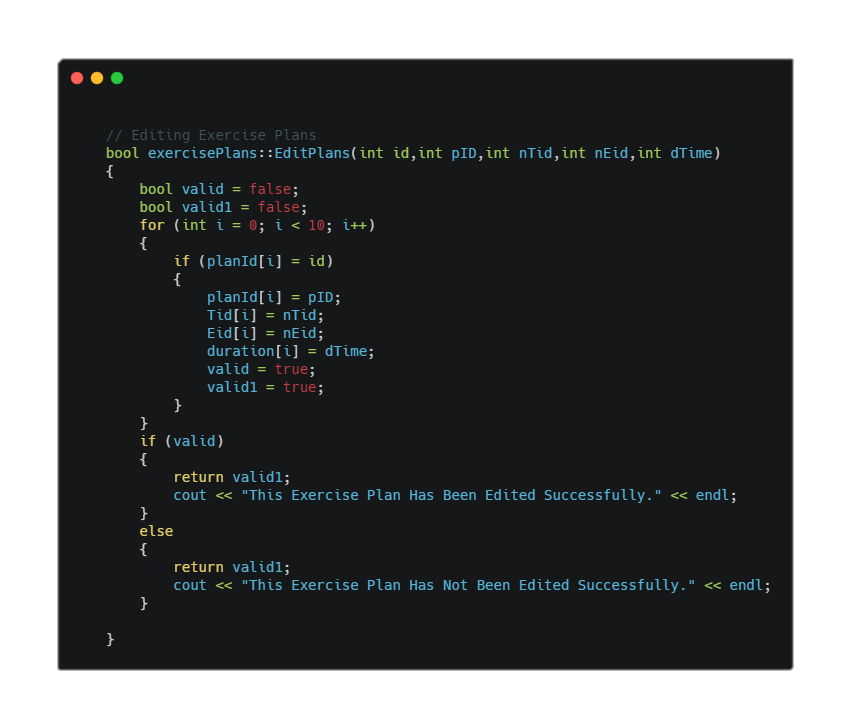 // Editing Exercise Plans
bool exercisePlans::EditPlans(int id,int pID,int nTid,int nEid,int dTime)
{
    bool valid = false;
    bool valid1 = false;
    for (int i = 0; i < 10; i++)
    {
        if (planId[i] = id)
        {
            planId[i] = pID;
            Tid[i] = nTid;
            Eid[i] = nEid;
            duration[i] = dTime;
            valid = true;
            valid1 = true;
        }
    }
    if (valid)
    {
        return valid1;
        cout << "This Exercise Plan Has Been Edited Successfully." << endl;
    }
    else
    {
        return valid1;
        cout << "This Exercise Plan Has Not Been Edited Successfully." << endl;
    }

}